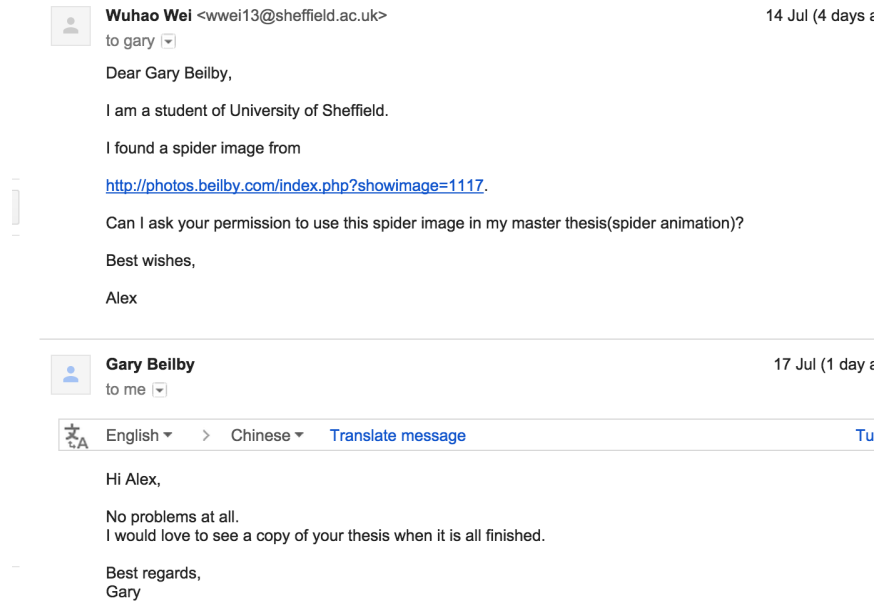 Wuhao Wei <wwei13@sheffield.ac.uk>
14 Jul (4 days a
to gary
Dear Gary Beilby,
I am a student of University of Sheffield.
I found a spider image from
http://photos.beilby.com/index.php?showimage=1117.
Can I ask your permission to use this spider image in my master thesis(spider animation)?
Best wishes,
Alex
Gary Beilby
17 Jul (1 day a
to me
文A English > Chinese Translate message Tu
Hi Alex,
No problems at all.
I would love to see a copy of your thesis when it is all finished.
Best regards,
Gary